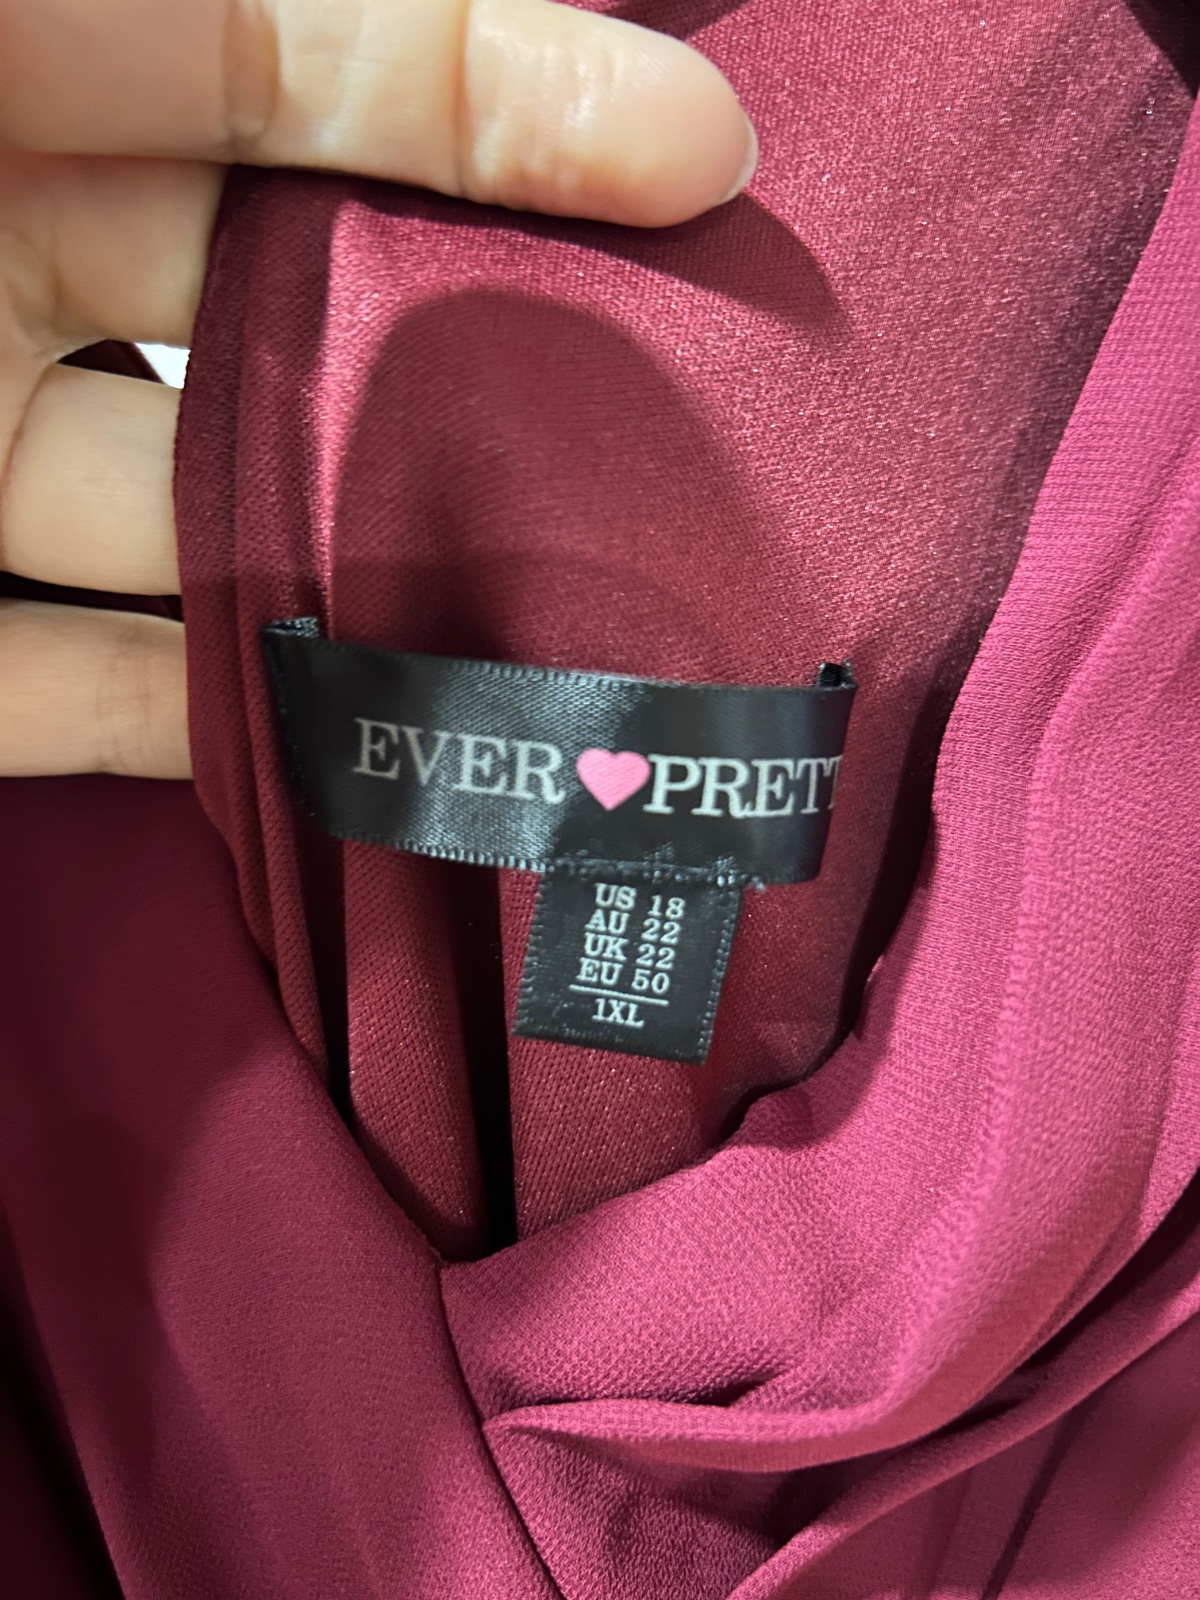 EVER♥PRETT
US 18
AU 22
UK 22
EU 50
1XL